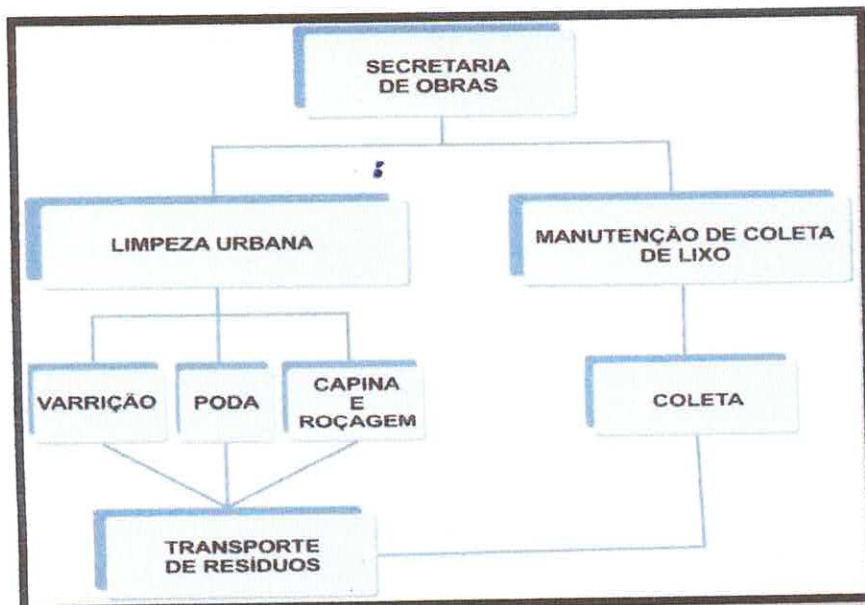 SECRETARIA
DE OBRAS
LIMPEZA URBANA
MANUTENÇÃO DE COLETA
DE LIXO
VARRIÇÃO
PODA
CAPINA
E
ROÇAGEM
COLETA
TRANSPORTE
DE RESÍDUOS